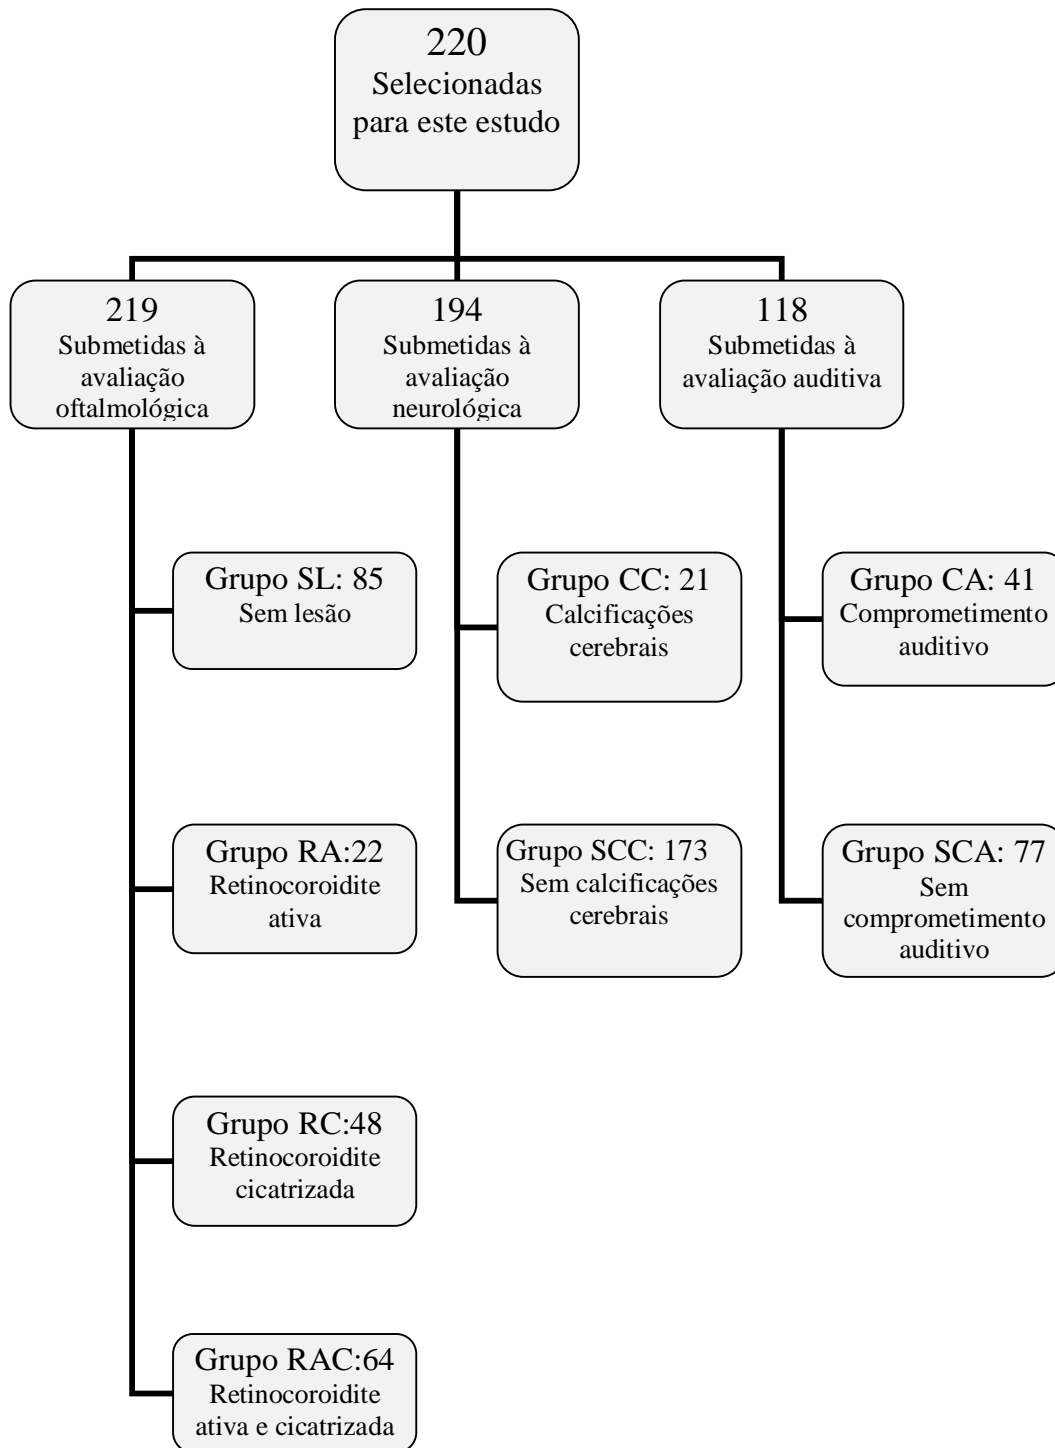 220
Selecionadas
para este estudo
219
Submetidas à
avaliação
oftalmológica
194
Submetidas à
avaliação
neurológica
118
Submetidas à
avaliação auditiva
Grupo SL: 85
Sem lesão
Grupo CC: 21
Calcificações
cerebrais
Grupo CA: 41
Comprometimento
auditivo
Grupo RA:22
Retinocoroidite
ativa
Grupo SCC: 173
Sem calcificações
cerebrais
Grupo SCA: 77
Sem
comprometimento
auditivo
Grupo RC:48
Retinocoroidite
cicatrizada
Grupo RAC:64
Retinocoroidite
ativa e cicatrizada